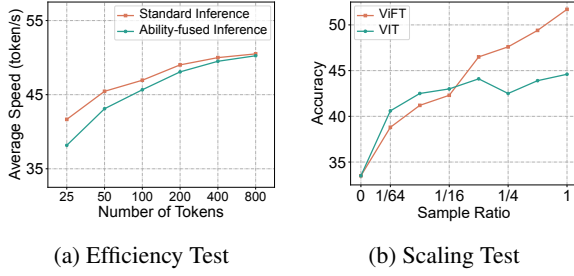 Average Speed (token/s)
55
45
35
Standard Inference
Ability-fused Inference
25 50 100 200 400 800
Number of Tokens
(a) Efficiency Test
Accuracy
50
45
40
35
ViFT
VIT
0 1/64 1/16 1/4 1
Sample Ratio
(b) Scaling Test